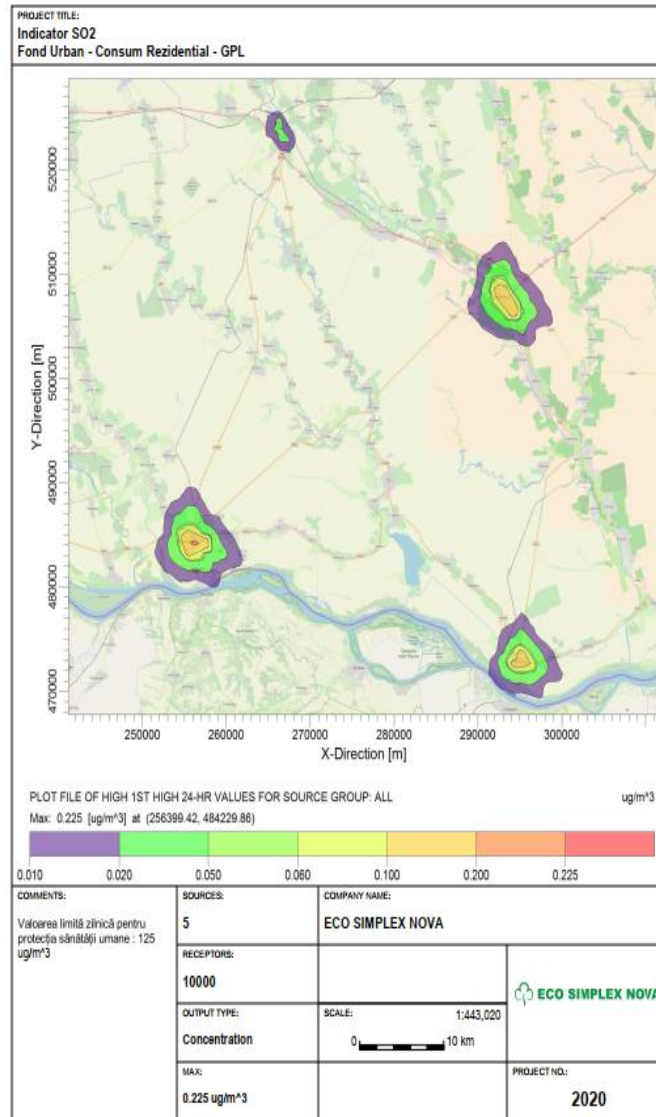 PROJECT TITLE:
Indicator SO2
Fond Urban - Consum Rezidential - GPL
Y-Direction [m]
520000
510000
500000
490000
480000
470000
250000
260000
270000
280000
290000
300000
X-Direction [m]
PLOT FILE OF HIGH 1ST HIGH 24-HR VALUES FOR SOURCE GROUP: ALL
ug/m^3
Max: 0.225 [ug/m^3] at (256399.42, 484229.86)
0.010
0.020
0.050
0.060
0.100
0.200
0.225
COMMENTS:
Valoarea limită zilnică pentru
protecția sănătății umane : 125
ug/m^3
SOURCES:
5
COMPANY NAME:
ECO SIMPLEX NOVA
RECEPTORS:
10000
OUTPUT TYPE:
Concentration
SCALE:
1:443,020
0
10 km
ECO SIMPLEX NOVA
MAX:
0.225 ug/m^3
PROJECT NO.:
2020